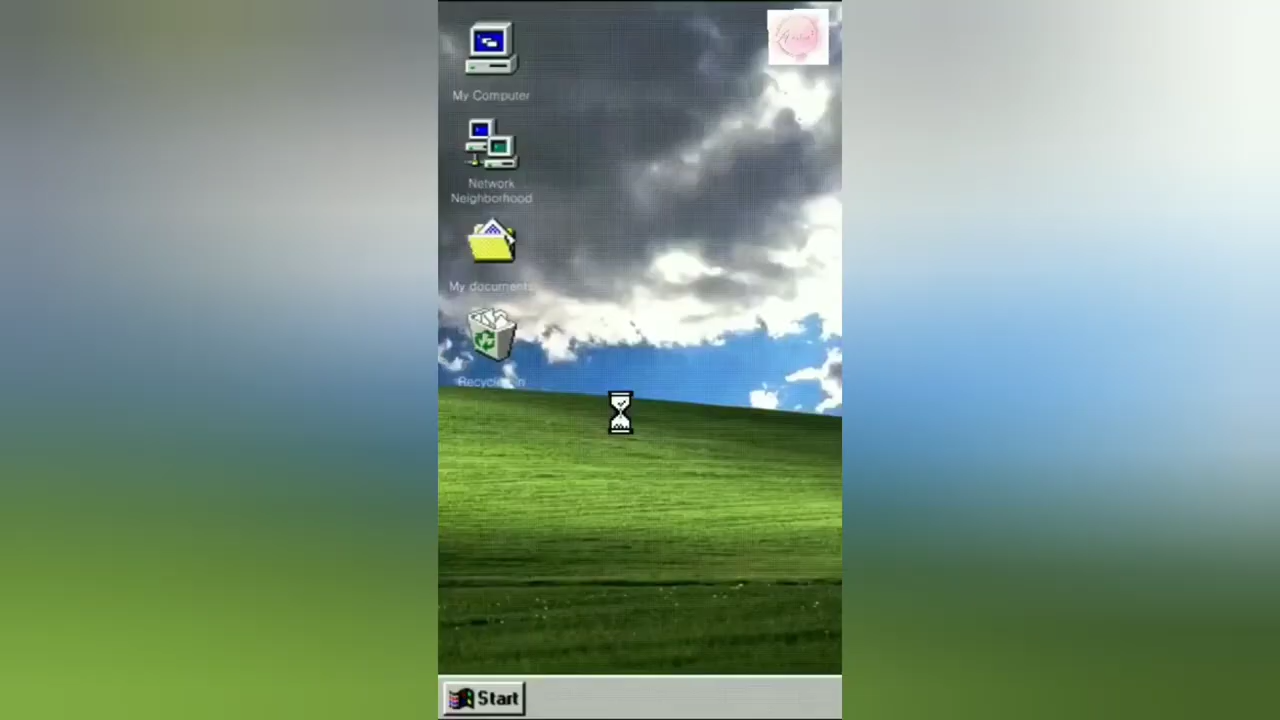 My Computer
Network
Neighborhood
My documents
Start